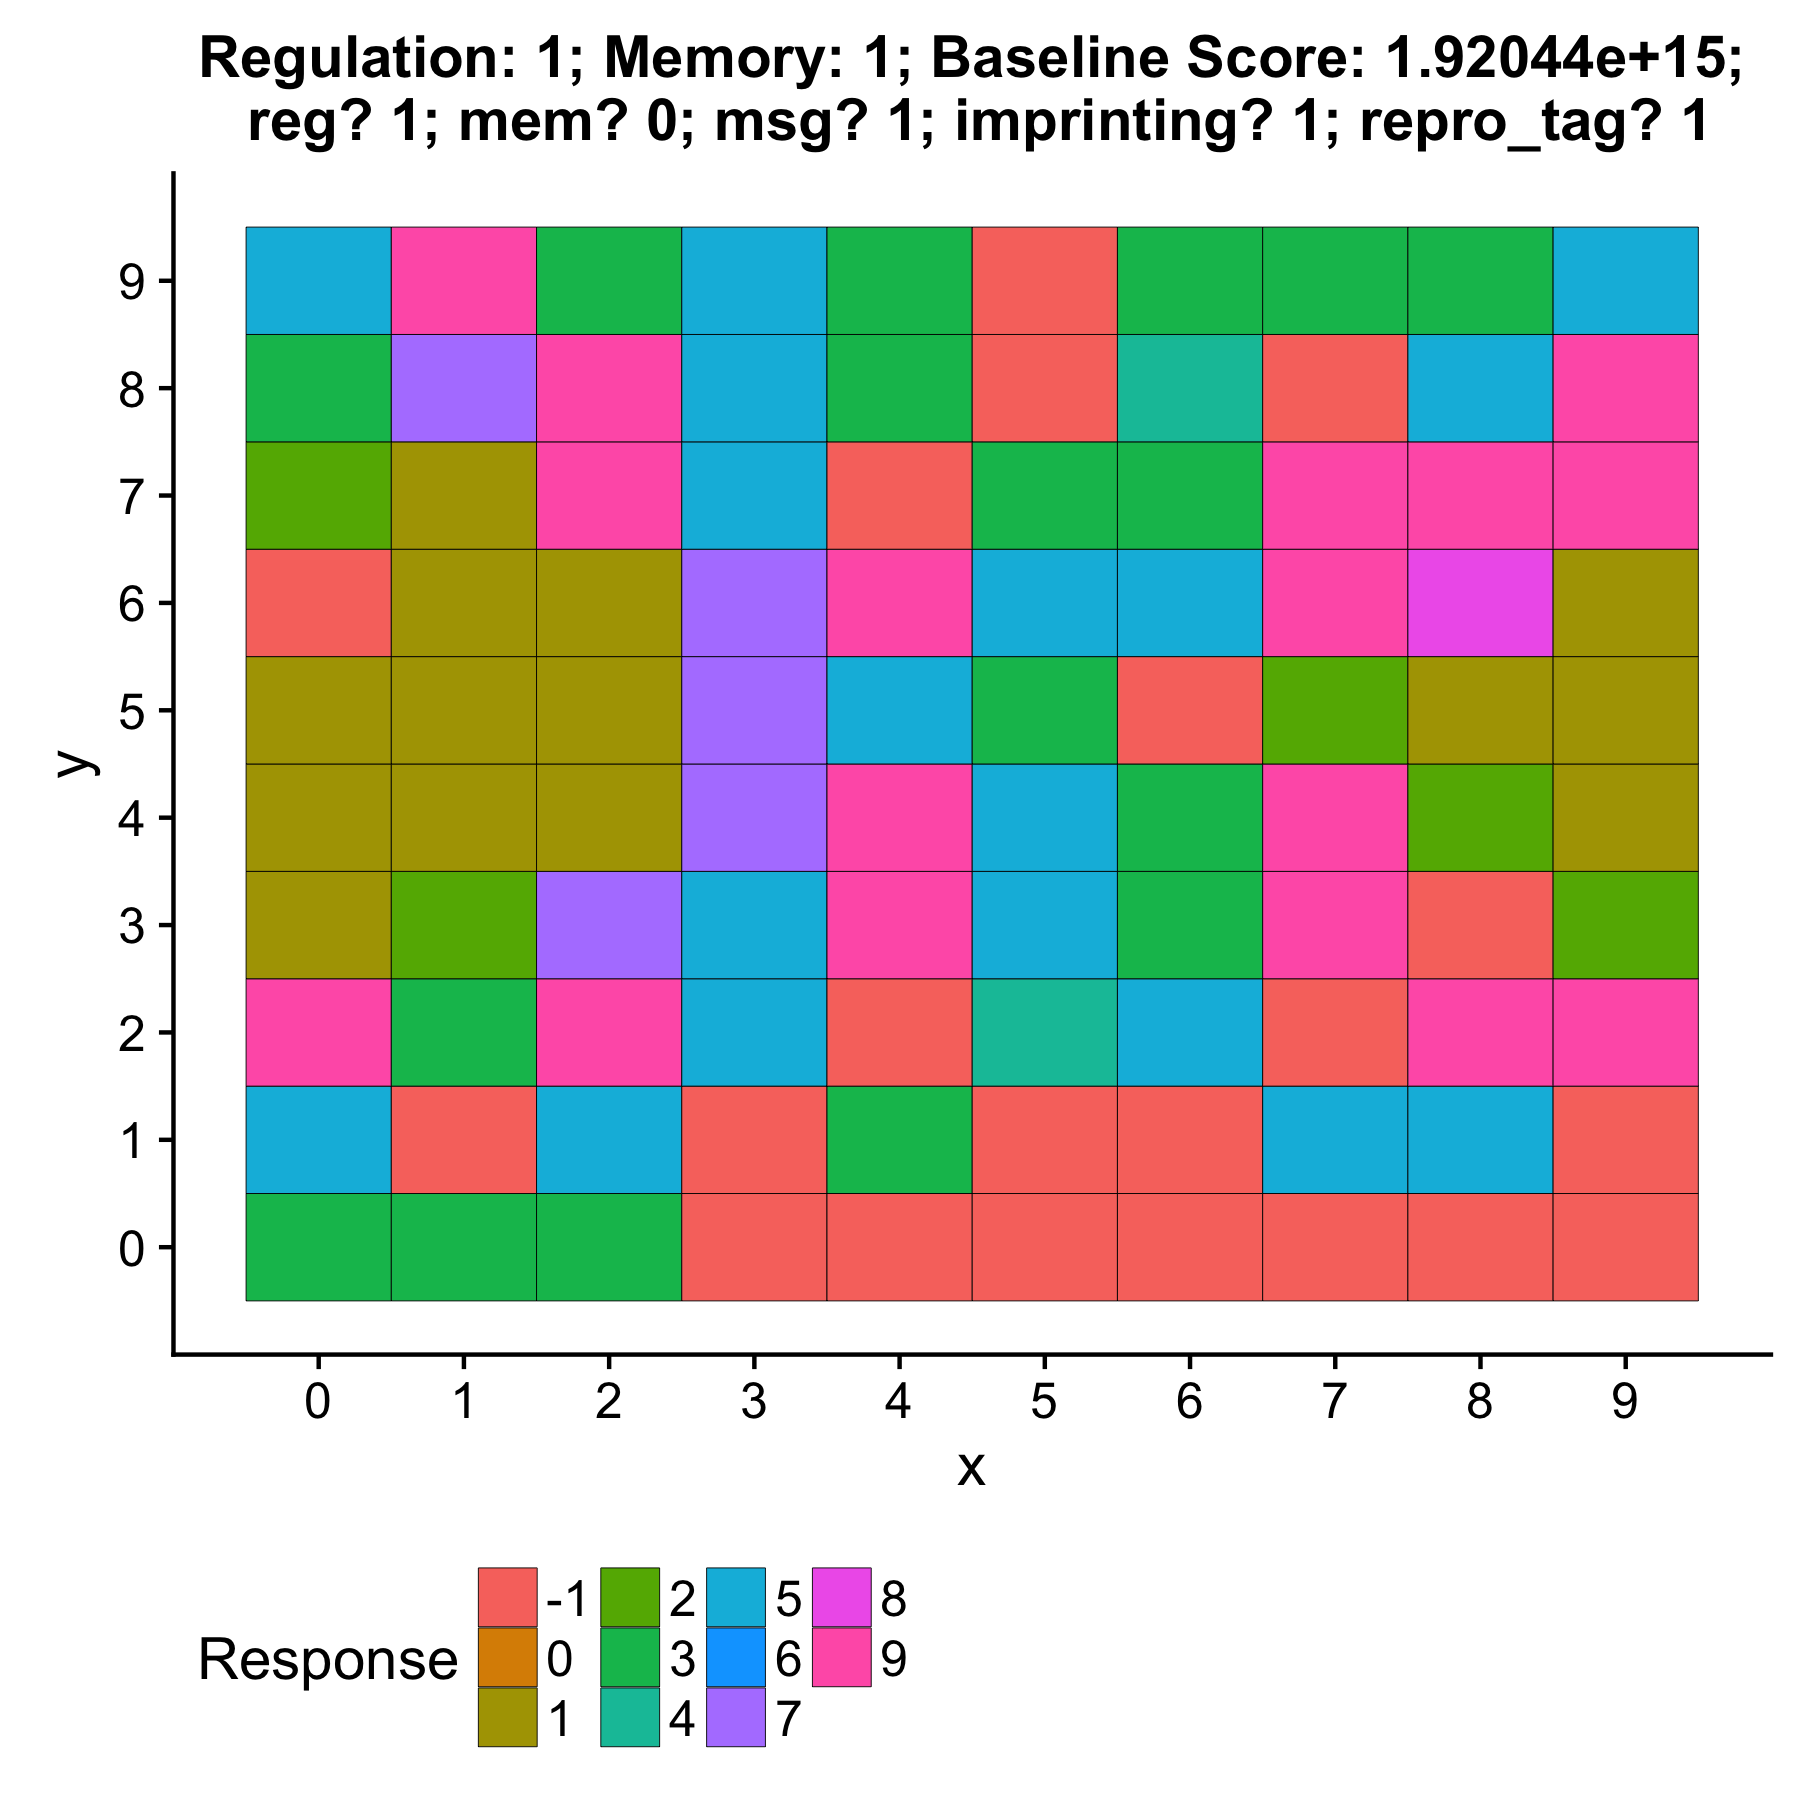 Regulation: 1; Memory: 1; Baseline Score: 1.92044e+15;
reg? 1; mem? 0; msg? 1; imprinting? 1; repro_tag? 1
9
8
7
6
5
4
3
2
1
0
y
0 1 2 3 4 5 6 7 8 9
x
Response
-1 2 5 8
0 3 6 9
1 4 7